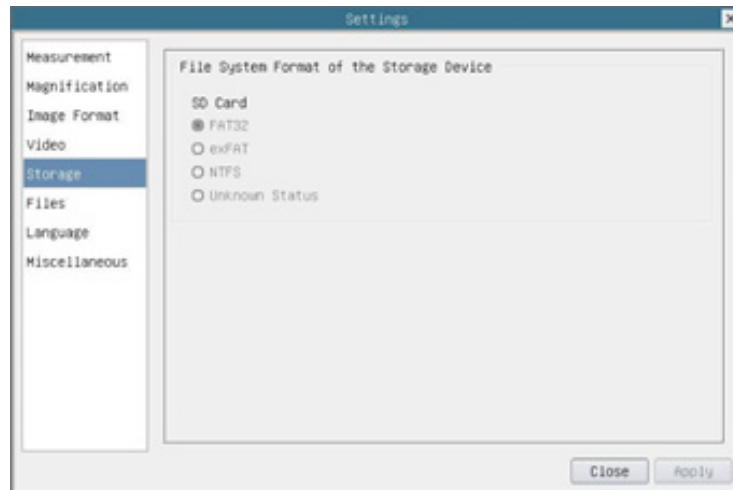 Settings
Measurement
Magnification
Image Format
Video
Storage
Files
Language
Miscellaneous
File System Format of the Storage Device
SD Card
FAT32
exFAT
NTFS
Unknown Status
Close
Apply